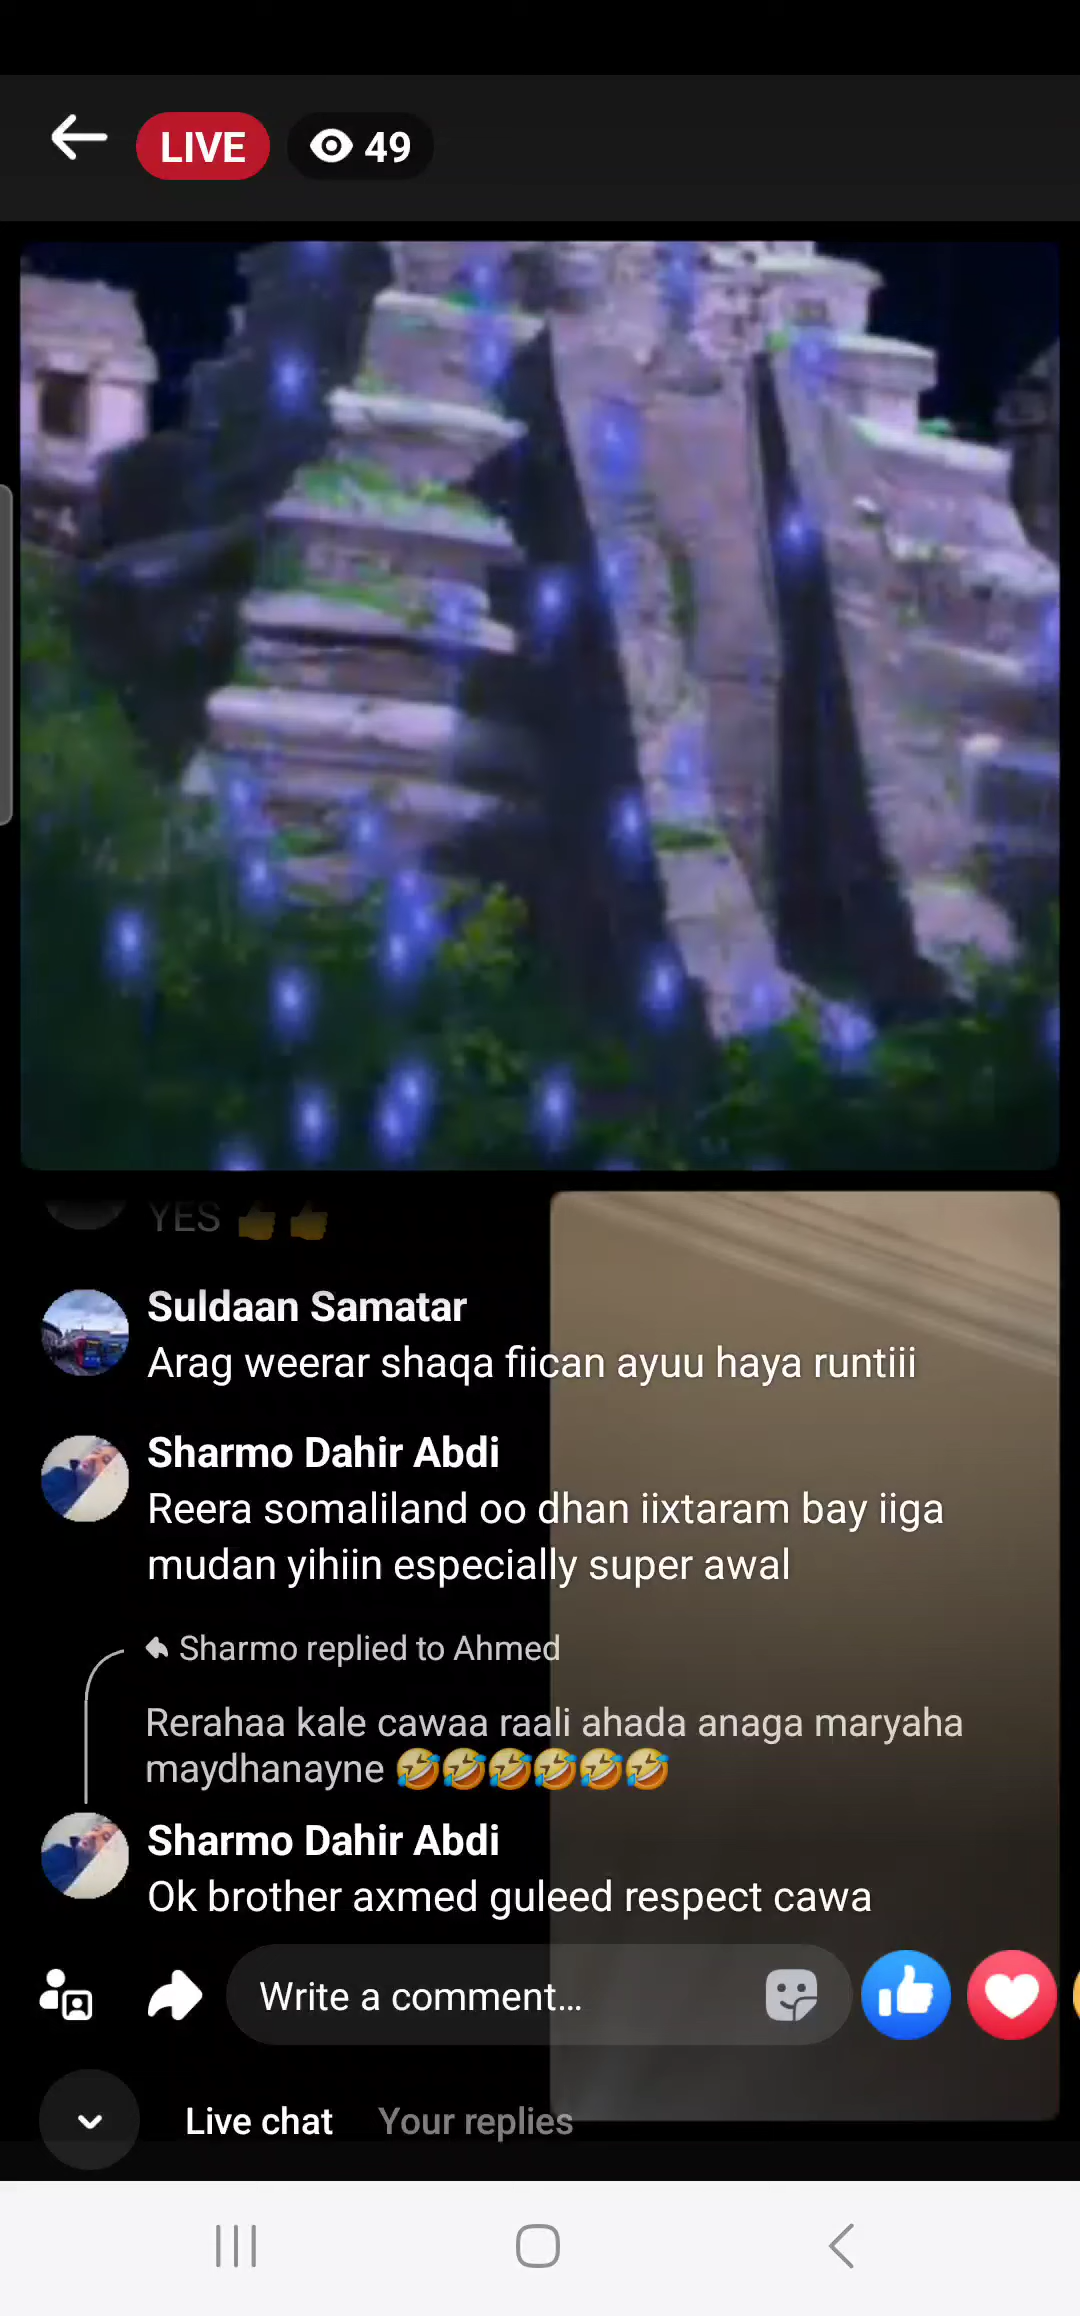 LIVE 49
YES 👍 👍
Suldaan Samatar
Arag weerar shaqa fiican ayuu haya runtiii
Sharmo Dahir Abdi
Reera somaliland oo dhan iixtaram bay iiga
mudan yihiin especially super awal
Sharmo replied to Ahmed
Rerahaa kale cawaa raali ahada anaga maryaha
maydhanayne 🤣🤣🤣🤣🤣🤣
Sharmo Dahir Abdi
Ok brother axmed guleed respect cawa
Write a comment...
Live chat Your replies